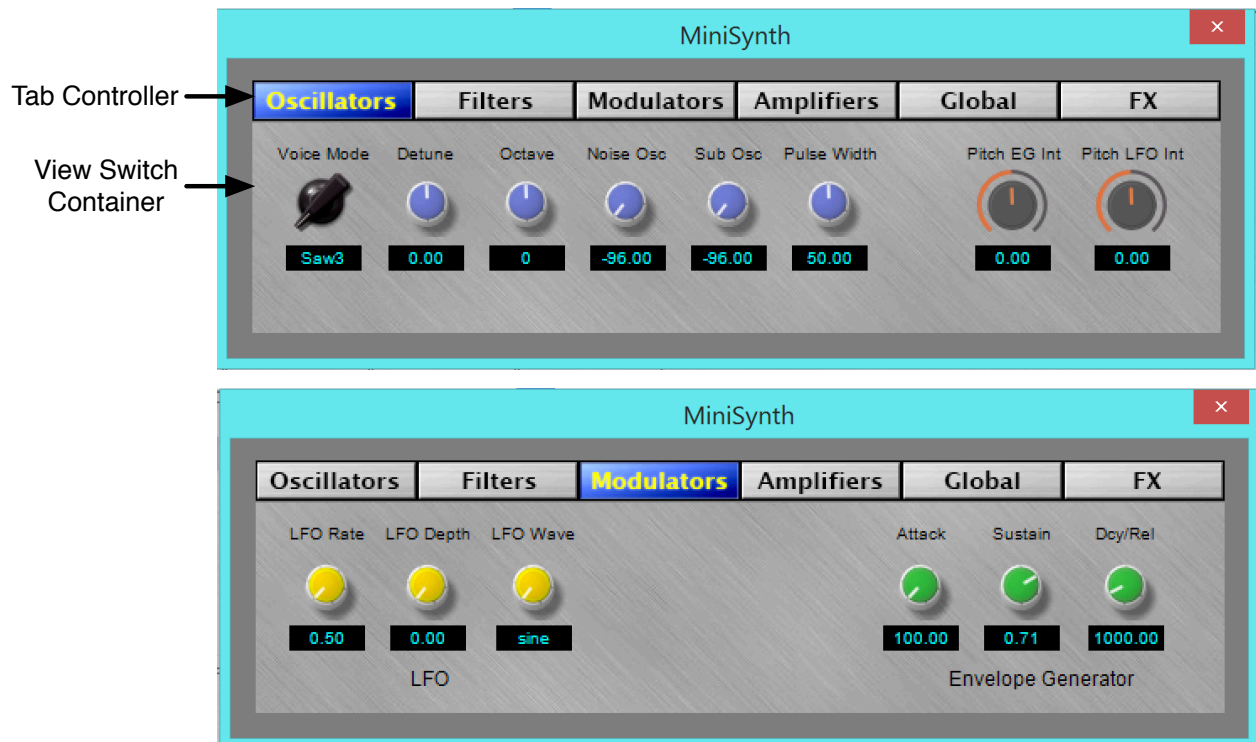 MiniSynth
×
Tab Controller
Oscillators Filters Modulators Amplifiers Global FX
View Switch
Container
Voice Mode Detune Octave Noise Osc Sub Osc Pulse Width Pitch EG Int Pitch LFO Int
Saw3 0.00 0 -96.00 -96.00 50.00 0.00 0.00
MiniSynth
×
Oscillators Filters Modulators Amplifiers Global FX
LFO Rate LFO Depth LFO Wave Attack Sustain Dcy/Rel
0.50 0.00 sine 100.00 0.71 1000.00
LFO Envelope Generator